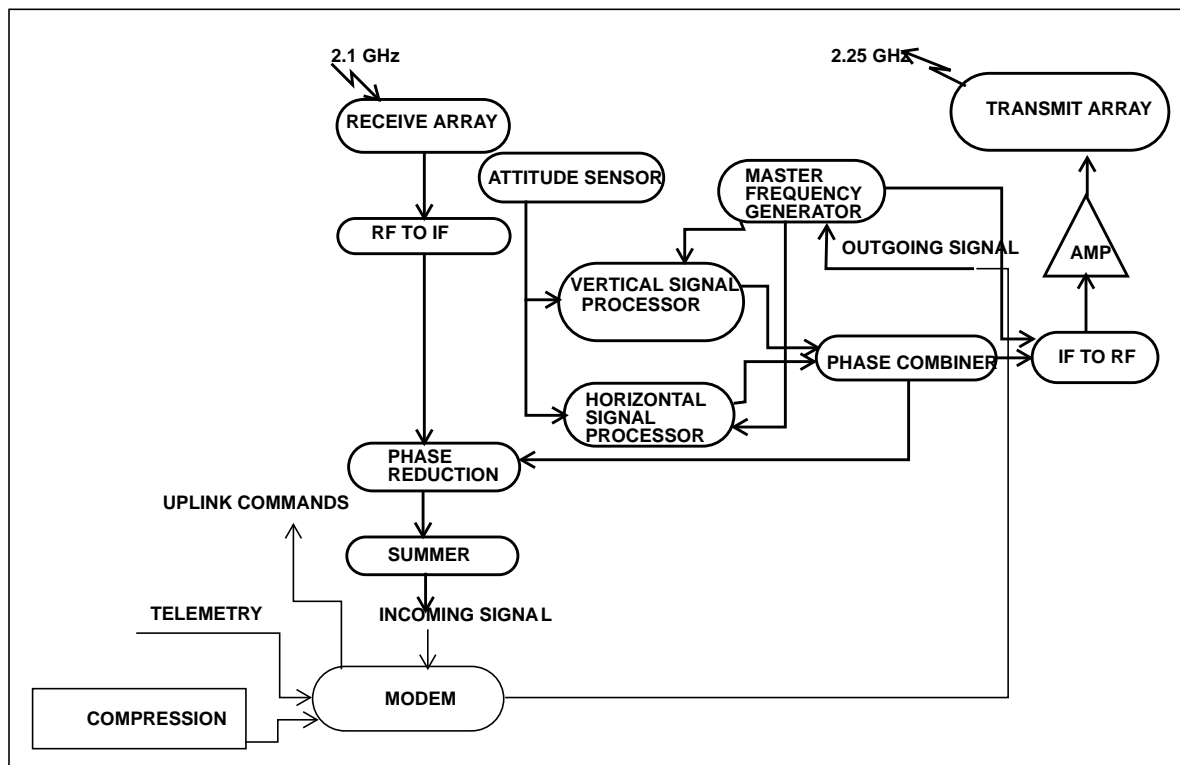 2.1 GHz
2.25 GHz
RECEIVE ARRAY
TRANSMIT ARRAY
ATTITUDE SENSOR
MASTER
FREQUENCY
GENERATOR
RF TO IF
OUTGOING SIGNAL
AMP
VERTICAL SIGNAL
PROCESSOR
PHASE COMBINER
IF TO RF
HORIZONTAL
SIGNAL
PROCESSOR
PHASE
REDUCTION
UPLINK COMMANDS
SUMMER
TELEMETRY
INCOMING SIGNAL
MODEM
COMPRESSION